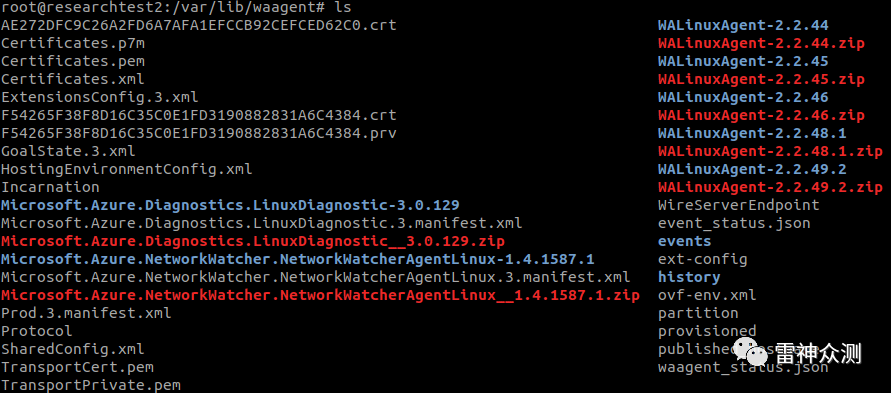 root@researchtest2:/var/lib/waagent# ls
AE272DFC9C26A2FD6A7AFA1EFCCB92CEFCED62C0.crt WALinuxAgent-2.2.44
Certificates.p7m WALinuxAgent-2.2.44.zip
Certificates.pem WALinuxAgent-2.2.45
Certificates.xml WALinuxAgent-2.2.45.zip
ExtensionsConfig.3.xml WALinuxAgent-2.2.46
F54265F38F8D16C35C0E1FD3190882831A6C4384.crt WALinuxAgent-2.2.46.zip
F54265F38F8D16C35C0E1FD3190882831A6C4384.prv WALinuxAgent-2.2.48.1
GoalState.3.xml WALinuxAgent-2.2.48.1.zip
HostingEnvironmentConfig.xml WALinuxAgent-2.2.49.2
Incarnation WALinuxAgent-2.2.49.2.zip
Microsoft.Azure.Diagnostics.LinuxDiagnostic-3.0.129 WireServerEndpoint
Microsoft.Azure.Diagnostics.LinuxDiagnostic.3.manifest.xml event_status.json
Microsoft.Azure.Diagnostics.LinuxDiagnostic__3.0.129.zip events
Microsoft.Azure.NetworkWatcher.NetworkWatcherAgentLinux-1.4.1587.1 ext-config
Microsoft.Azure.NetworkWatcher.NetworkWatcherAgentLinux.3.manifest.xml history
Microsoft.Azure.NetworkWatcher.NetworkWatcherAgentLinux__1.4.1587.1.zip ovf-env.xml
Prod.3.manifest.xml partition
Protocol provisioned
SharedConfig.xml
TransportCert.pem waagent_status.json
TransportPrivate.pem
雷神众测